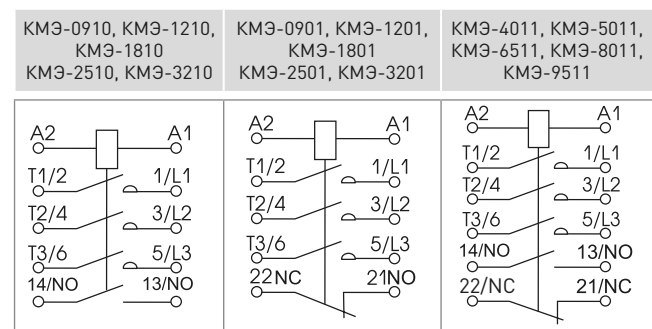 КМЭ-0910, КМЭ-1210,
КМЭ-1810
КМЭ-2510, КМЭ-3210
КМЭ-0901, КМЭ-1201,
КМЭ-1801
КМЭ-2501, КМЭ-3201
КМЭ-4011, КМЭ-5011,
КМЭ-6511, КМЭ-8011,
КМЭ-9511
A2 A1
T1/2 1/L1
T2/4 3/L2
T3/6 5/L3
14/NO 13/NO
A2 A1
T1/2 1/L1
T2/4 3/L2
T3/6 5/L3
22NC 21NO
A2 A1
T1/2 1/L1
T2/4 3/L2
T3/6 5/L3
14/NO 13/NO
22/NC 21/NC